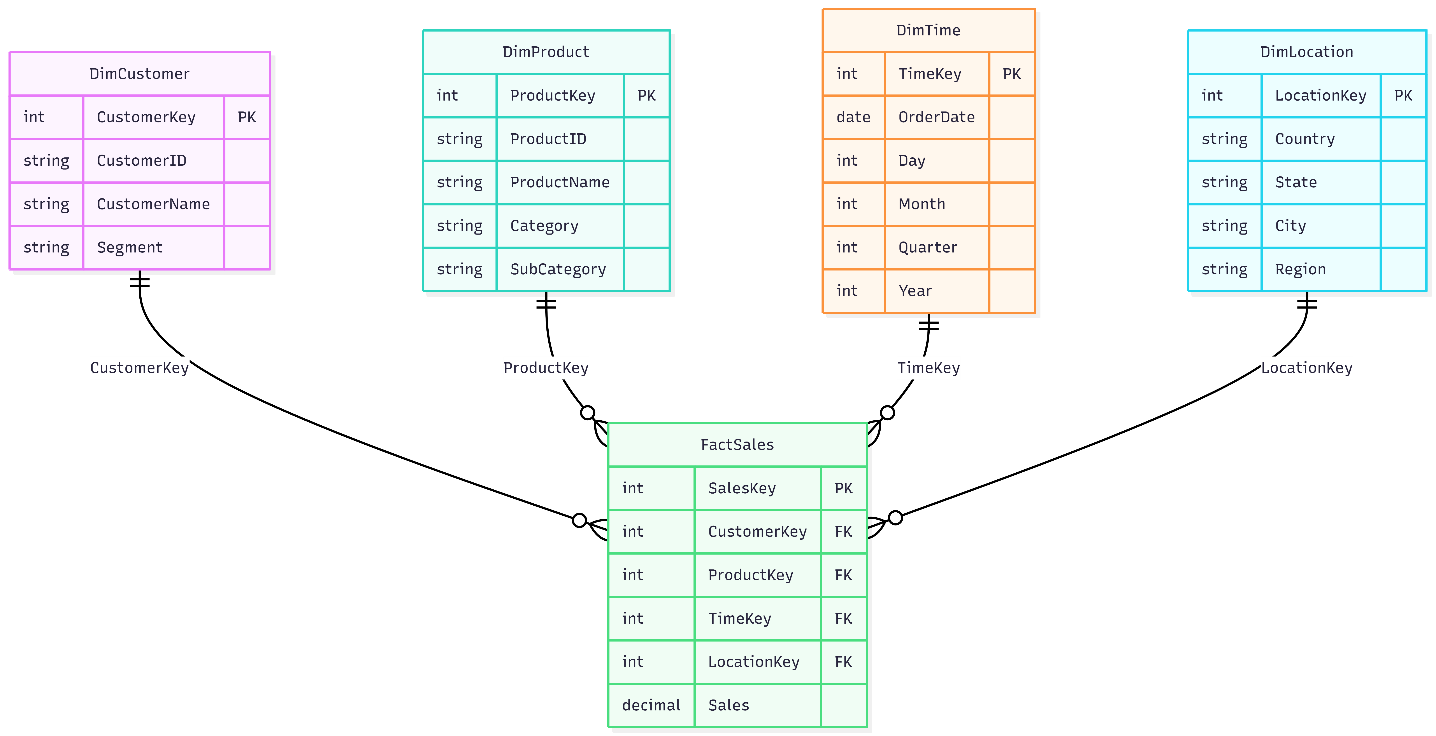 DimCustomer
int CustomerKey PK
string CustomerID
string CustomerName
string Segment
DimProduct
int ProductKey PK
string ProductID
string ProductName
string Category
string SubCategory
DimTime
int TimeKey PK
date OrderDate
int Day
int Month
int Quarter
int Year
DimLocation
int LocationKey PK
string Country
string State
string City
string Region
CustomerKey
ProductKey
TimeKey
LocationKey
FactSales
int SalesKey PK
int CustomerKey FK
int ProductKey FK
int TimeKey FK
int LocationKey FK
decimal Sales